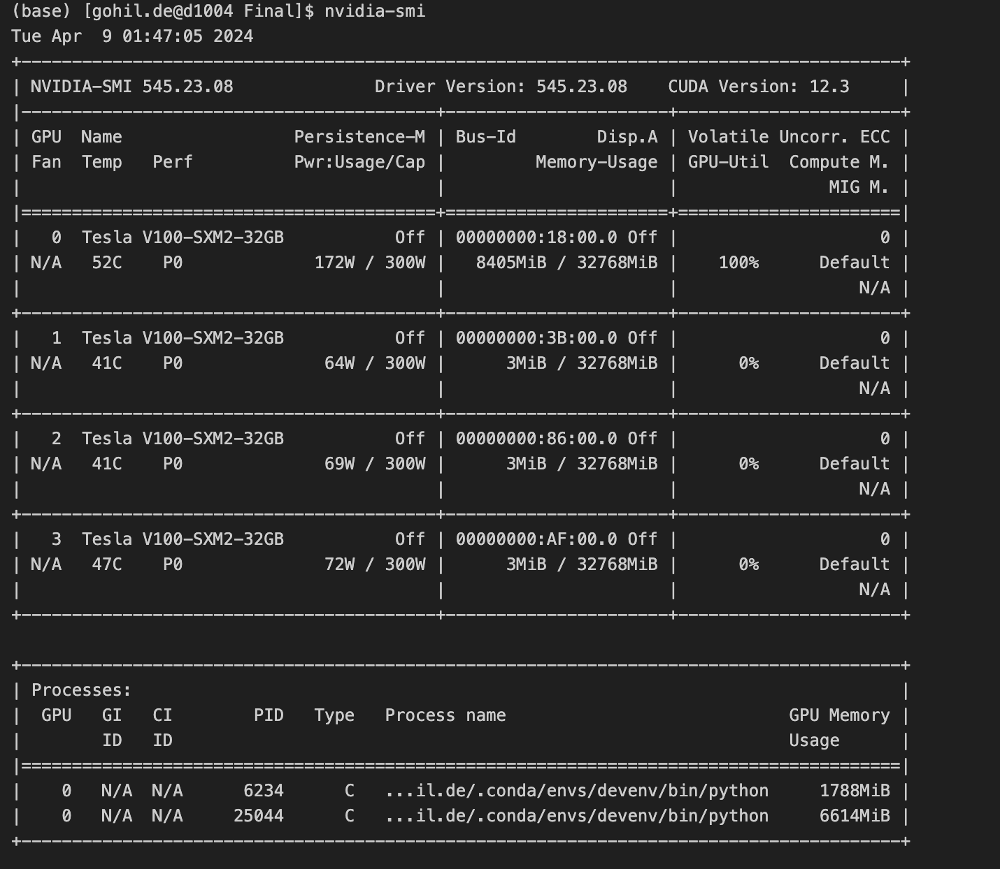 (base) [gohil.de@d1004 Final]$ nvidia-smi
Tue Apr  9 01:47:05 2024
+---------------------------------------------------------------------------------------+
| NVIDIA-SMI 545.23.08              Driver Version: 545.23.08    CUDA Version: 12.3     |
|-----------------------------------------+----------------------+----------------------+
| GPU  Name                 Persistence-M | Bus-Id        Disp.A | Volatile Uncorr. ECC |
| Fan  Temp   Perf          Pwr:Usage/Cap |         Memory-Usage | GPU-Util  Compute M. |
|                                         |                      |               MIG M. |
|=========================================+======================+======================|
|   0  Tesla V100-SXM2-32GB           Off | 00000000:18:00.0 Off |                    0 |
| N/A   52C    P0             172W / 300W |   8405MiB / 32768MiB |    100%      Default |
|                                         |                      |                  N/A |
+-----------------------------------------+----------------------+----------------------+
|   1  Tesla V100-SXM2-32GB           Off | 00000000:3B:00.0 Off |                    0 |
| N/A   41C    P0              64W / 300W |      3MiB / 32768MiB |      0%      Default |
|                                         |                      |                  N/A |
+-----------------------------------------+----------------------+----------------------+
|   2  Tesla V100-SXM2-32GB           Off | 00000000:86:00.0 Off |                    0 |
| N/A   41C    P0              69W / 300W |      3MiB / 32768MiB |      0%      Default |
|                                         |                      |                  N/A |
+-----------------------------------------+----------------------+----------------------+
|   3  Tesla V100-SXM2-32GB           Off | 00000000:AF:00.0 Off |                    0 |
| N/A   47C    P0              72W / 300W |      3MiB / 32768MiB |      0%      Default |
|                                         |                      |                  N/A |
+-----------------------------------------+----------------------+----------------------+

+---------------------------------------------------------------------------------------+
| Processes:                                                                            |
|  GPU   GI   CI        PID   Type   Process name                            GPU Memory |
|        ID   ID                                                             Usage      |
|=======================================================================================|
|    0   N/A  N/A      6234      C   ...il.de/.conda/envs/devenv/bin/python     1788MiB |
|    0   N/A  N/A     25044      C   ...il.de/.conda/envs/devenv/bin/python     6614MiB |
+---------------------------------------------------------------------------------------+